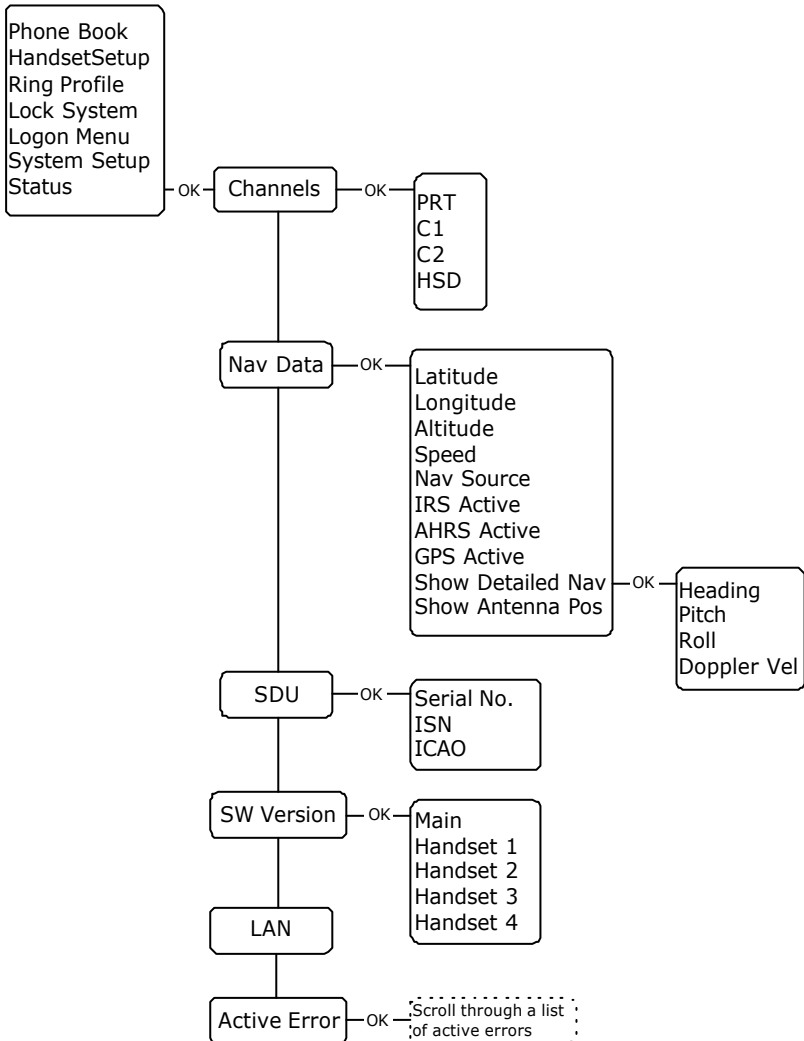 Phone Book
HandsetSetup
Ring Profile
Lock System
Logon Menu
System Setup
Status
OK
Channels
OK
PRT
C1
C2
HSD
Nav Data
OK
Latitude
Longitude
Altitude
Speed
Nav Source
IRS Active
AHRS Active
GPS Active
Show Detailed Nav
Show Antenna Pos
OK
Heading
Pitch
Roll
Doppler Vel
SDU
OK
Serial No.
ISN
ICAO
SW Version
OK
Main
Handset 1
Handset 2
Handset 3
Handset 4
LAN
Active Error
OK
Scroll through a list
of active errors